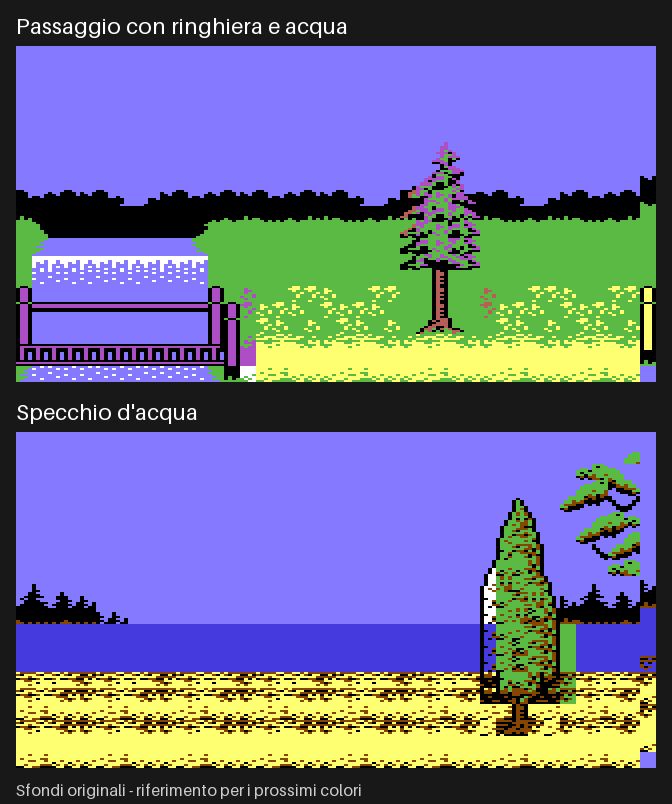 Passaggio con ringhiera e acqua
Specchio d'acqua
Sfondi originali - riferimento per i prossimi colori